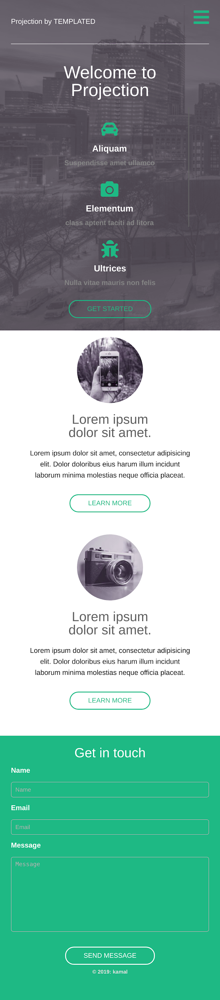 Projection by TEMPLATED
Welcome to
Projection
Aliquam
Suspendisse amet ullamco
Elementum
class aptent taciti ad litora
Ultrices
Nulla vitae mauris non felis
GET STARTED
Lorem ipsum
dolor sit amet.
Lorem ipsum dolor sit amet, consectetur adipisicing
elit. Dolor doloribus eius harum illum incidunt
laborum minima molestias neque officia placeat.
LEARN MORE
Lorem ipsum
dolor sit amet.
Lorem ipsum dolor sit amet, consectetur adipisicing
elit. Dolor doloribus eius harum illum incidunt
laborum minima molestias neque officia placeat.
LEARN MORE
Get in touch
Name
Name
Email
Email
Message
Message
SEND MESSAGE
© 2019: kamal